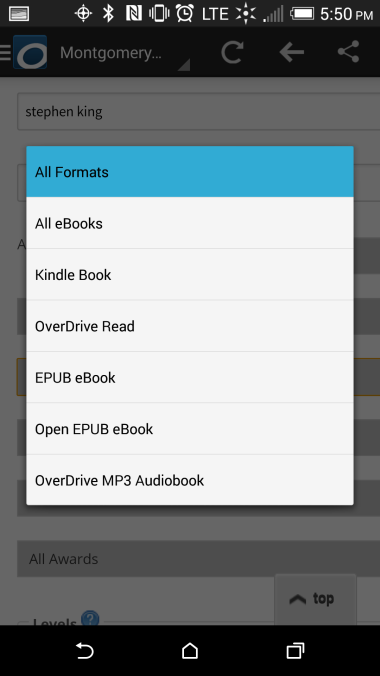 LTE 5:50 PM
Montgomery...
stephen king
All Formats
All eBooks
A
Kindle Book
OverDrive Read
EPUB eBook
Open EPUB eBook
OverDrive MP3 Audiobook
All Awards
top
Levels ?